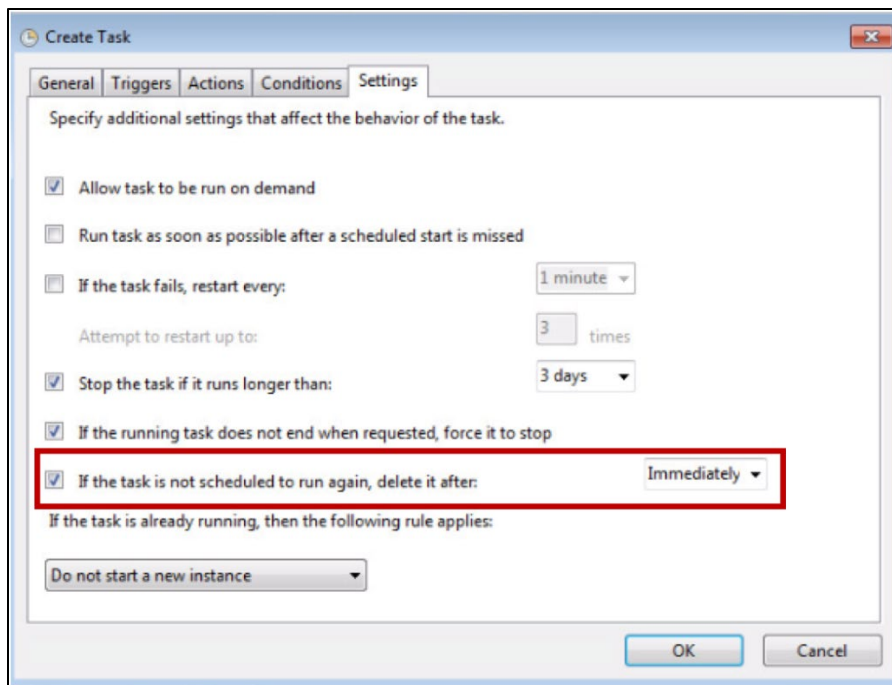 Create Task
General Triggers Actions Conditions Settings
Specify additional settings that affect the behavior of the task.
Allow task to be run on demand
Run task as soon as possible after a scheduled start is missed
If the task fails, restart every: 1 minute
Attempt to restart up to: 3 times
Stop the task if it runs longer than: 3 days
If the running task does not end when requested, force it to stop
If the task is not scheduled to run again, delete it after: Immediately
If the task is already running, then the following rule applies:
Do not start a new instance
OK Cancel